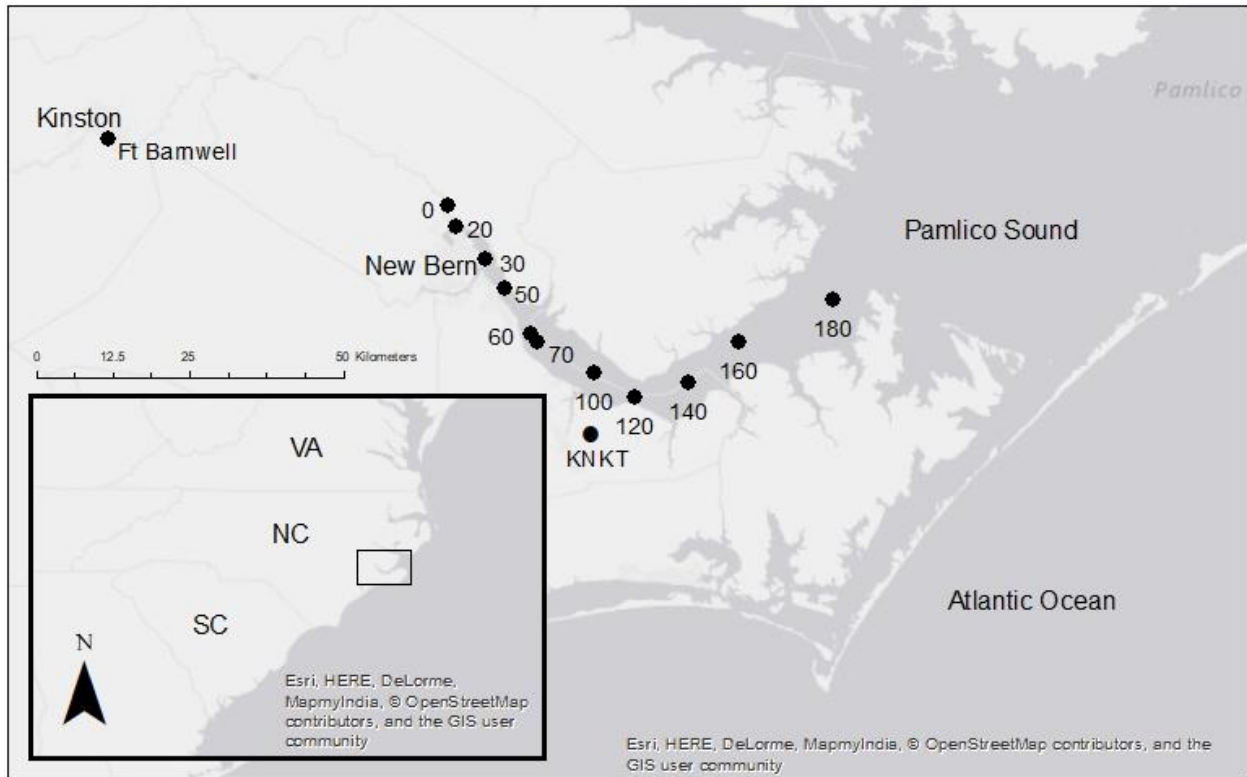 Pamlico
Kinston
Ft Barnwell
0
20
Pamlico Sound
New Bern
30
50
180
60
70
160
0 12.5 25 50 Kilometers
100
140
120
KNKT
VA
NC
SC
Atlantic Ocean
N
Esri, HERE, DeLorme,
MapmyIndia, © OpenStreetMap
contributors, and the GIS user
community
Esri, HERE, DeLorme, MapmyIndia, © OpenStreetMap contributors, and the
GIS user community